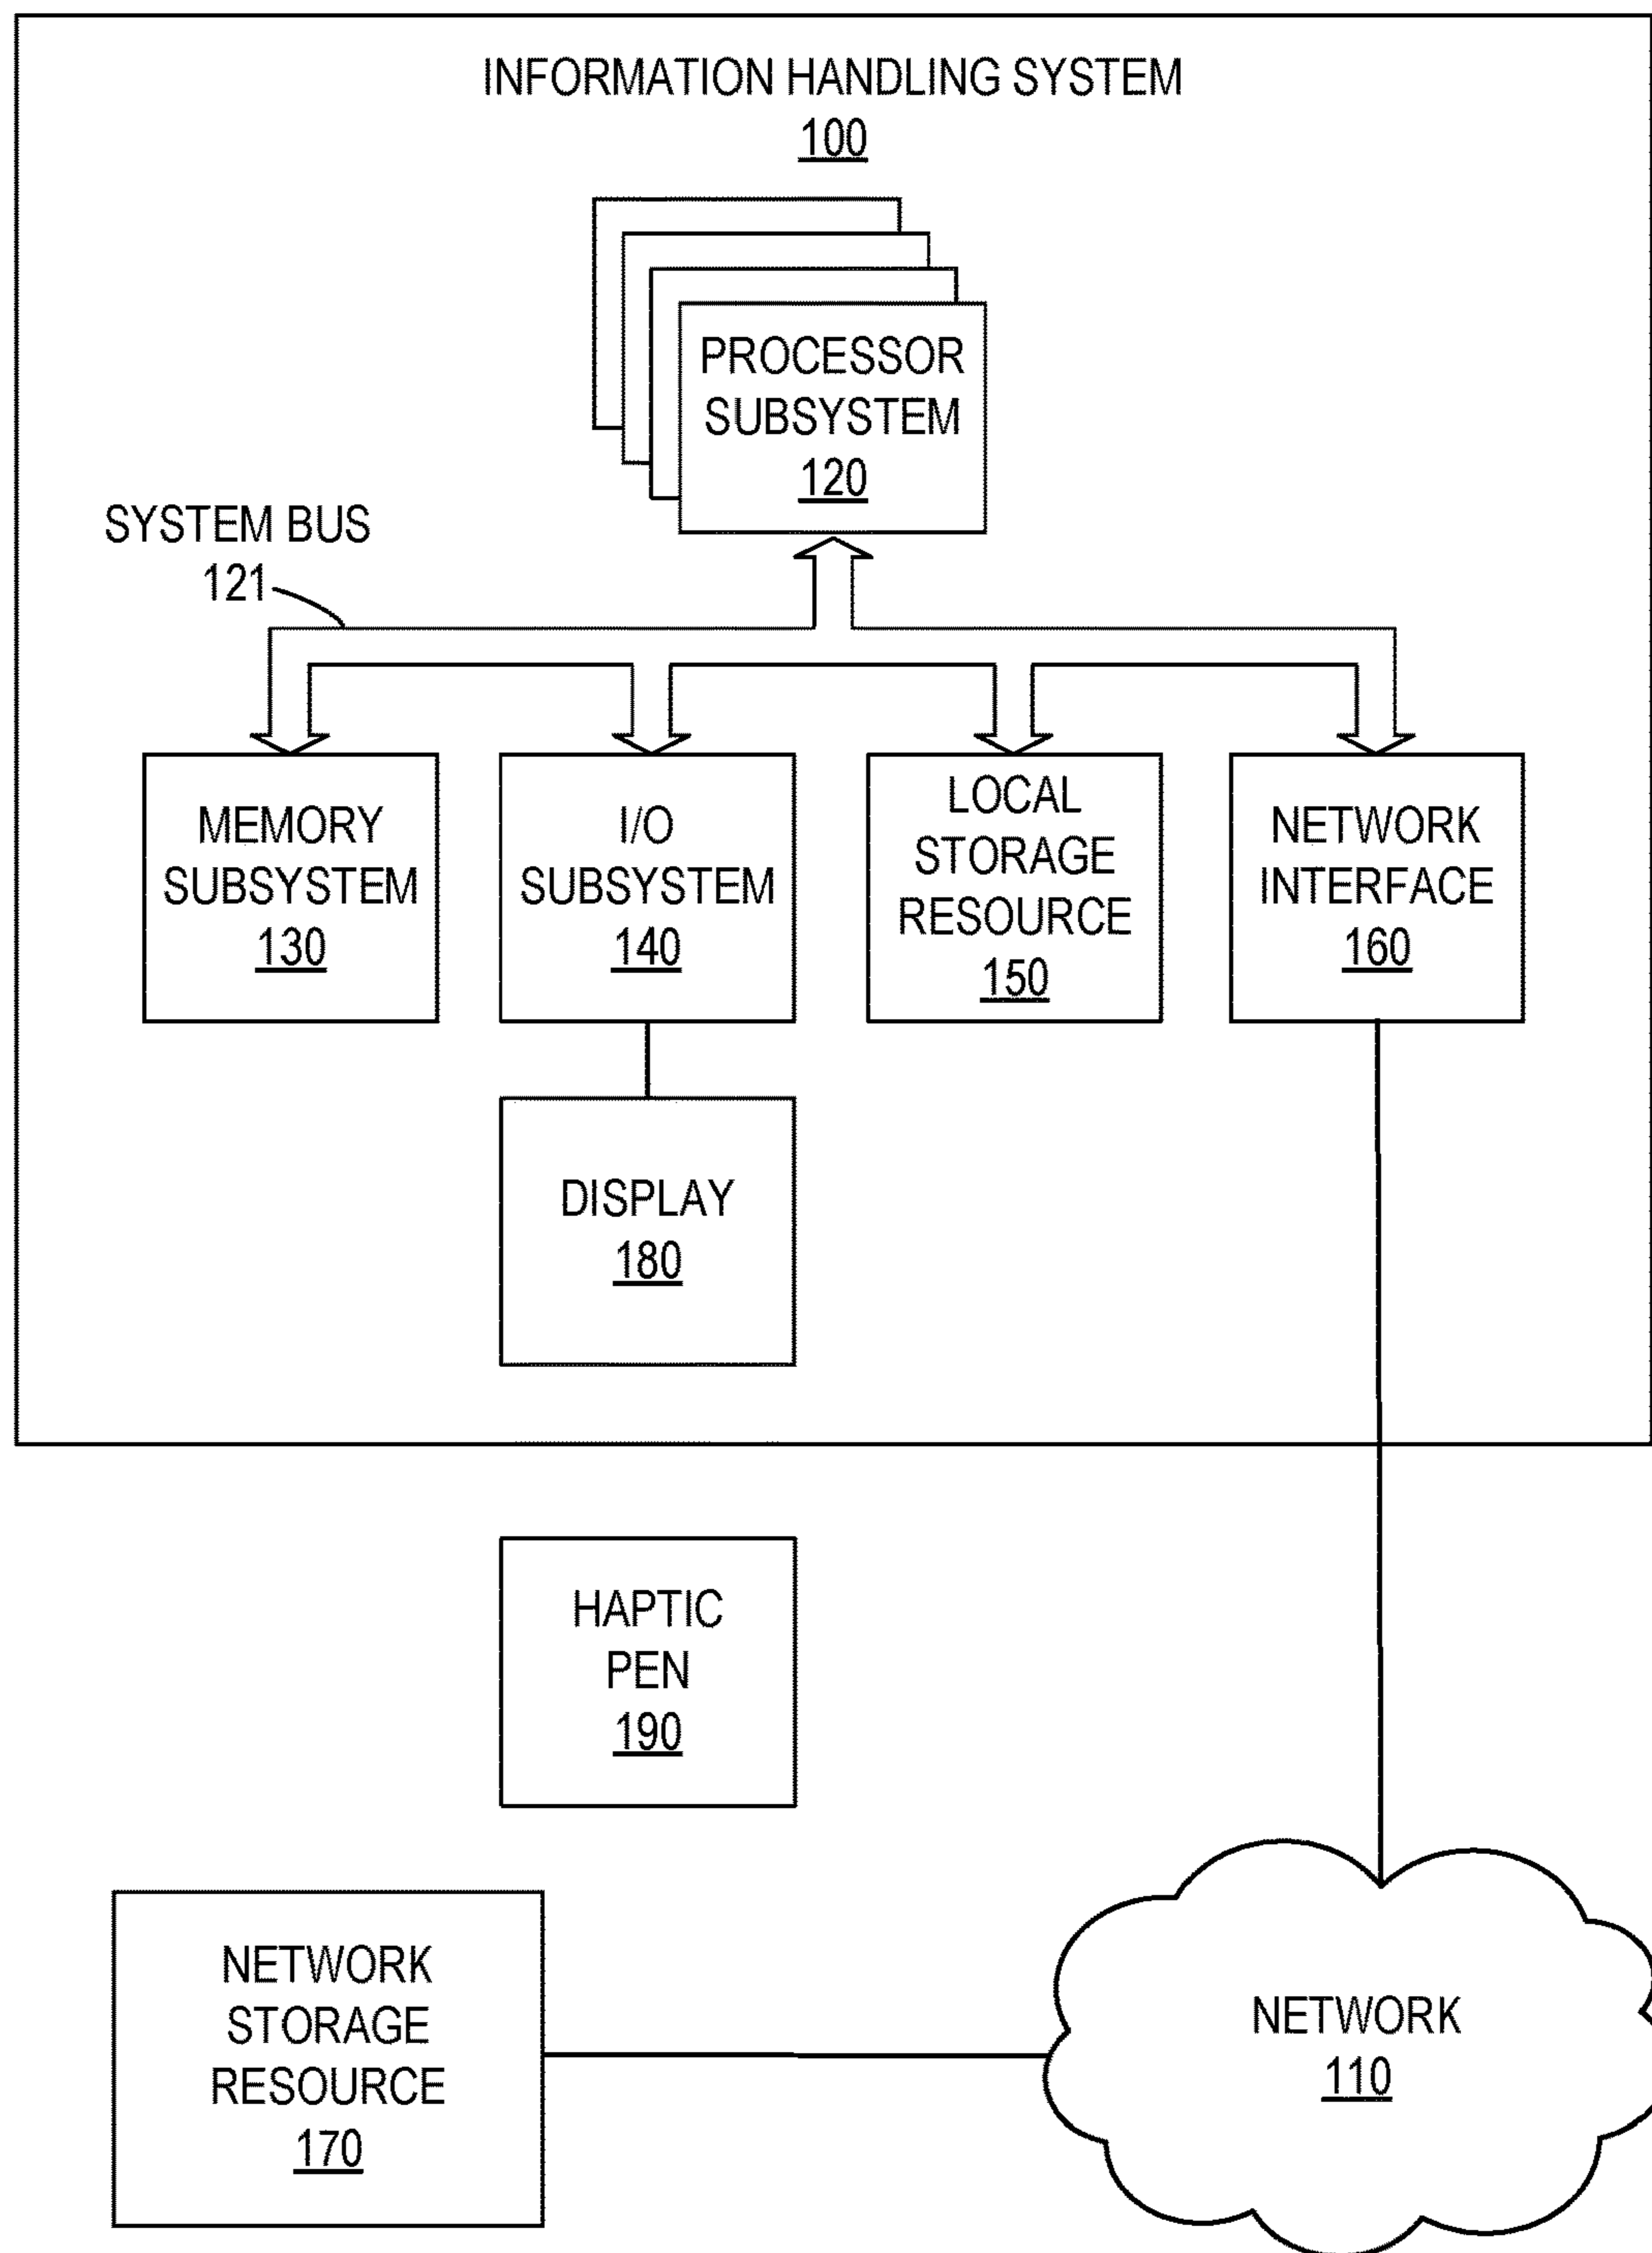 INFORMATION HANDLING SYSTEM
100
PROCESSOR
SUBSYSTEM
120
SYSTEM BUS
121
MEMORY
SUBSYSTEM
130
I/O
SUBSYSTEM
140
LOCAL
STORAGE
RESOURCE
150
NETWORK
INTERFACE
160
DISPLAY
180
HAPTIC
PEN
190
NETWORK
STORAGE
RESOURCE
170
NETWORK
110